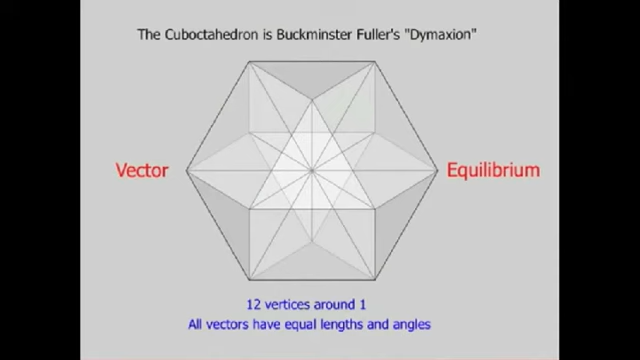 The Cuboctahedron is Buckminster Fuller's "Dymaxion"
Vector
Equilibrium
12 vertices around 1
All vectors have equal lengths and angles